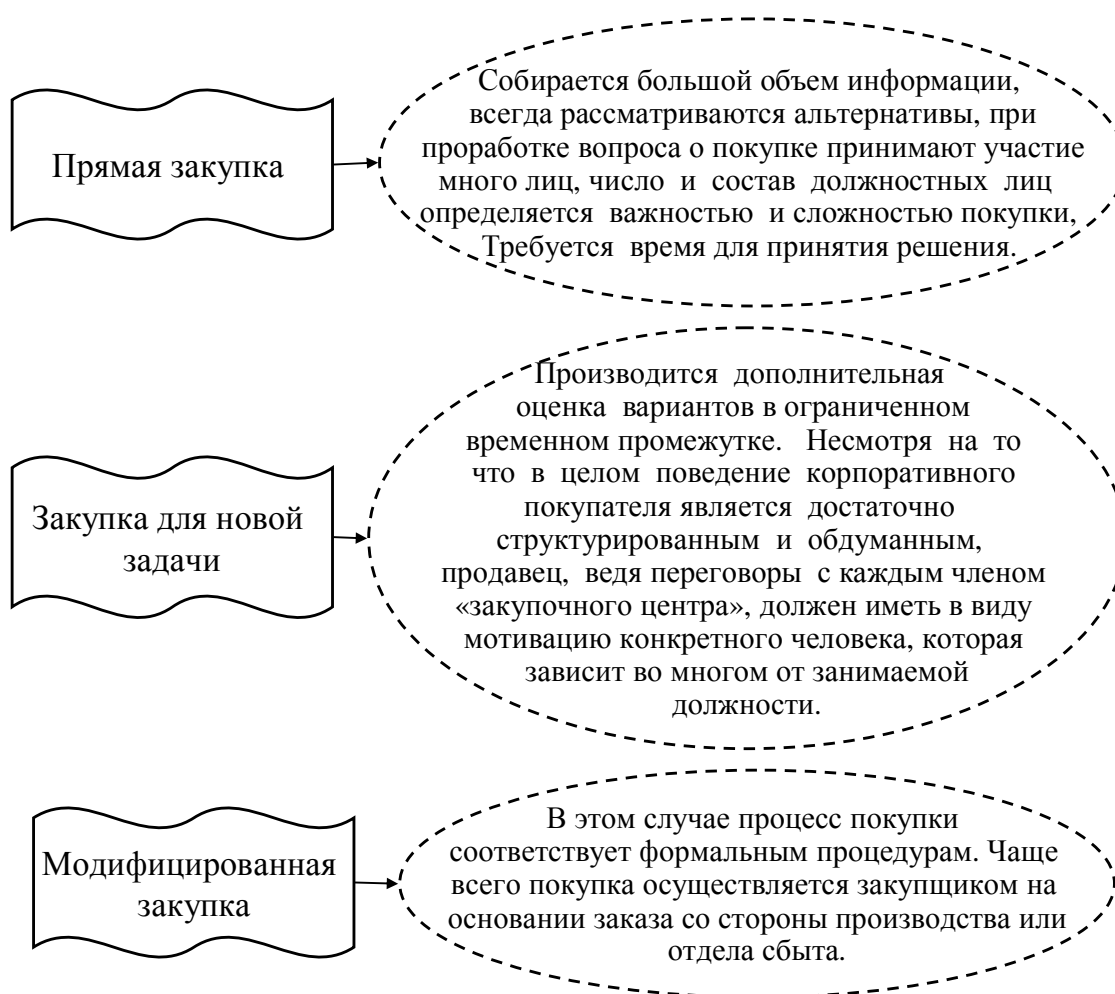 Прямая закупка
Собирается большой объем информации,
всегда рассматриваются альтернативы, при
проработке вопроса о покупке принимают участие
много лиц, число и состав должностных лиц
определяется важностью и сложностью покупки,
Требуется время для принятия решения.
Закупка для новой
задачи
Производится дополнительная
оценка вариантов в ограниченном
временном промежутке. Несмотря на то
что в целом поведение корпоративного
покупателя является достаточно
структурированным и обдуманным,
продавец, ведя переговоры с каждым членом
«закупочного центра», должен иметь в виду
мотивацию конкретного человека, которая
зависит во многом от занимаемой
должности.
Модифицированная
закупка
В этом случае процесс покупки
соответствует формальным процедурам. Чаще
всего покупка осуществляется закупщиком на
основании заказа со стороны производства или
отдела сбыта.